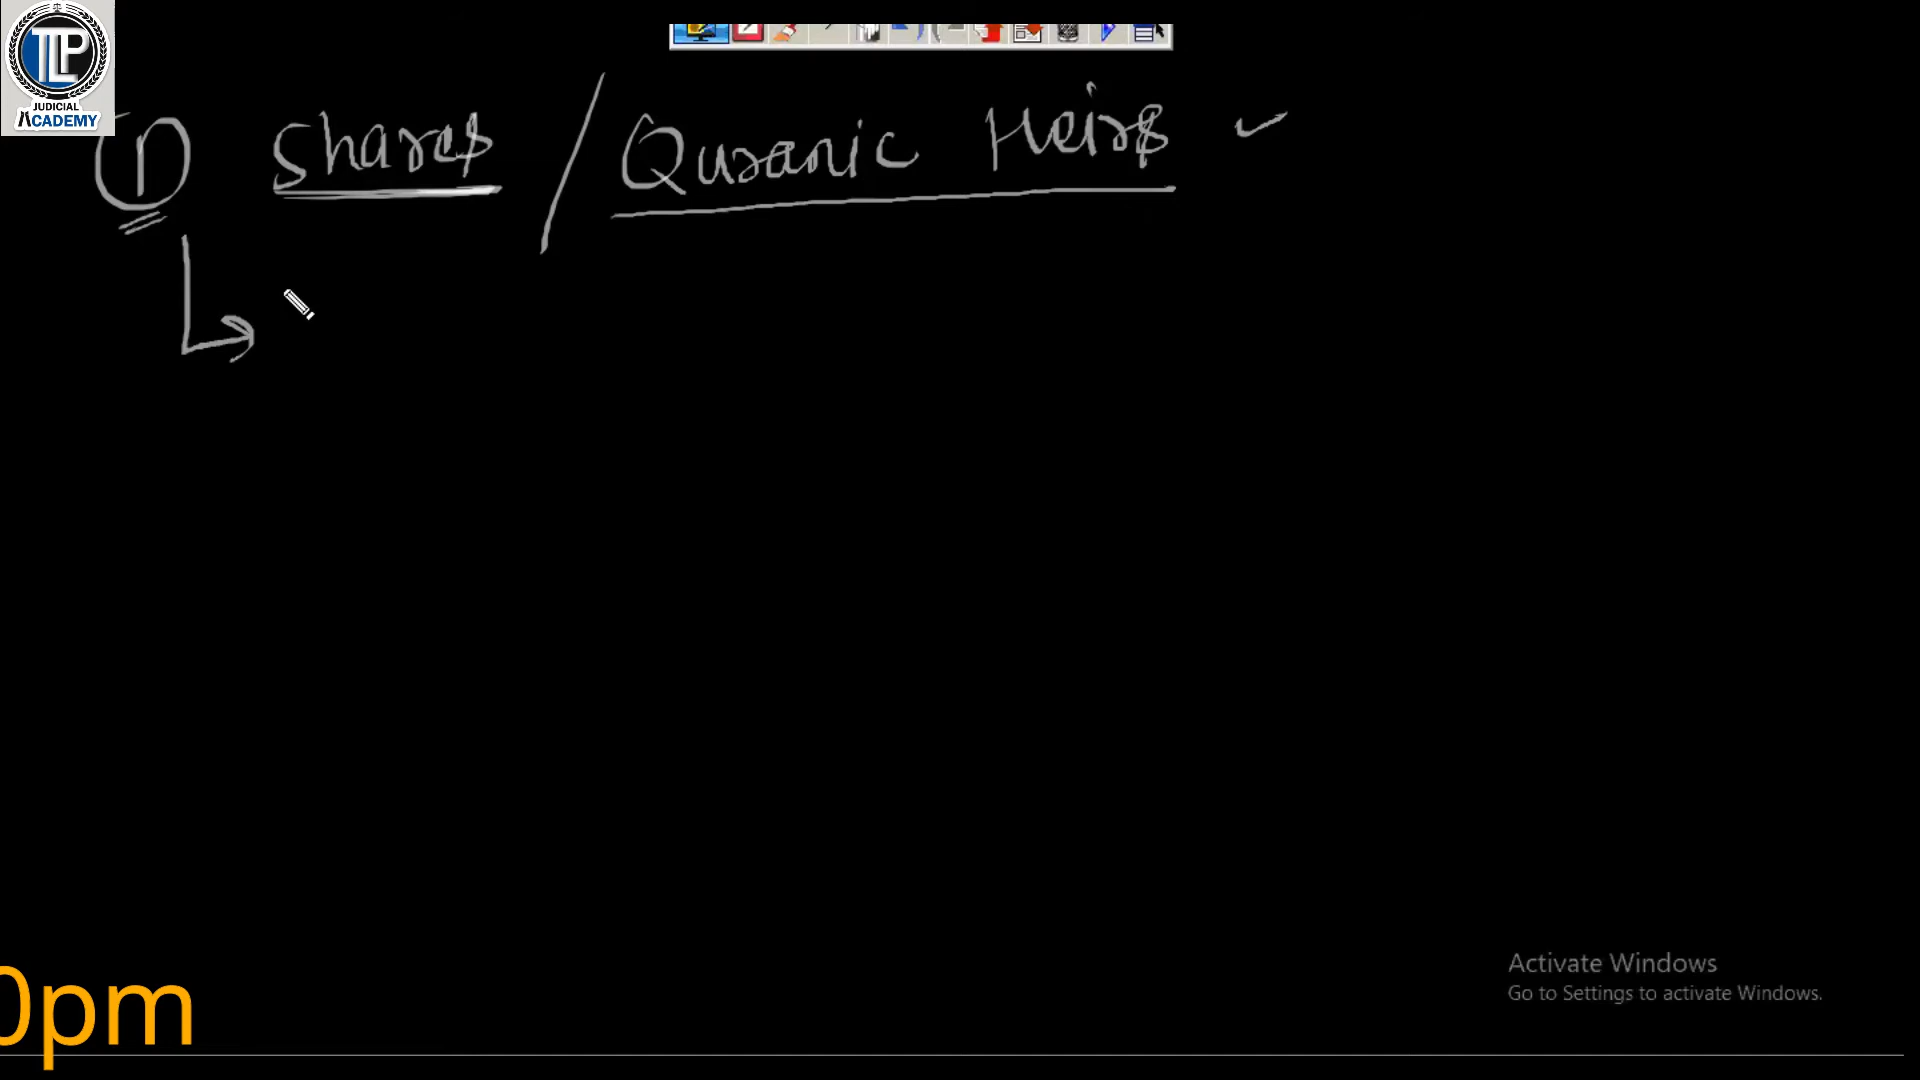 TLP
JUDICIAL
ACADEMY
① Shares / Quranic Heirs
0pm
Activate Windows
Go to Settings to activate Windows.